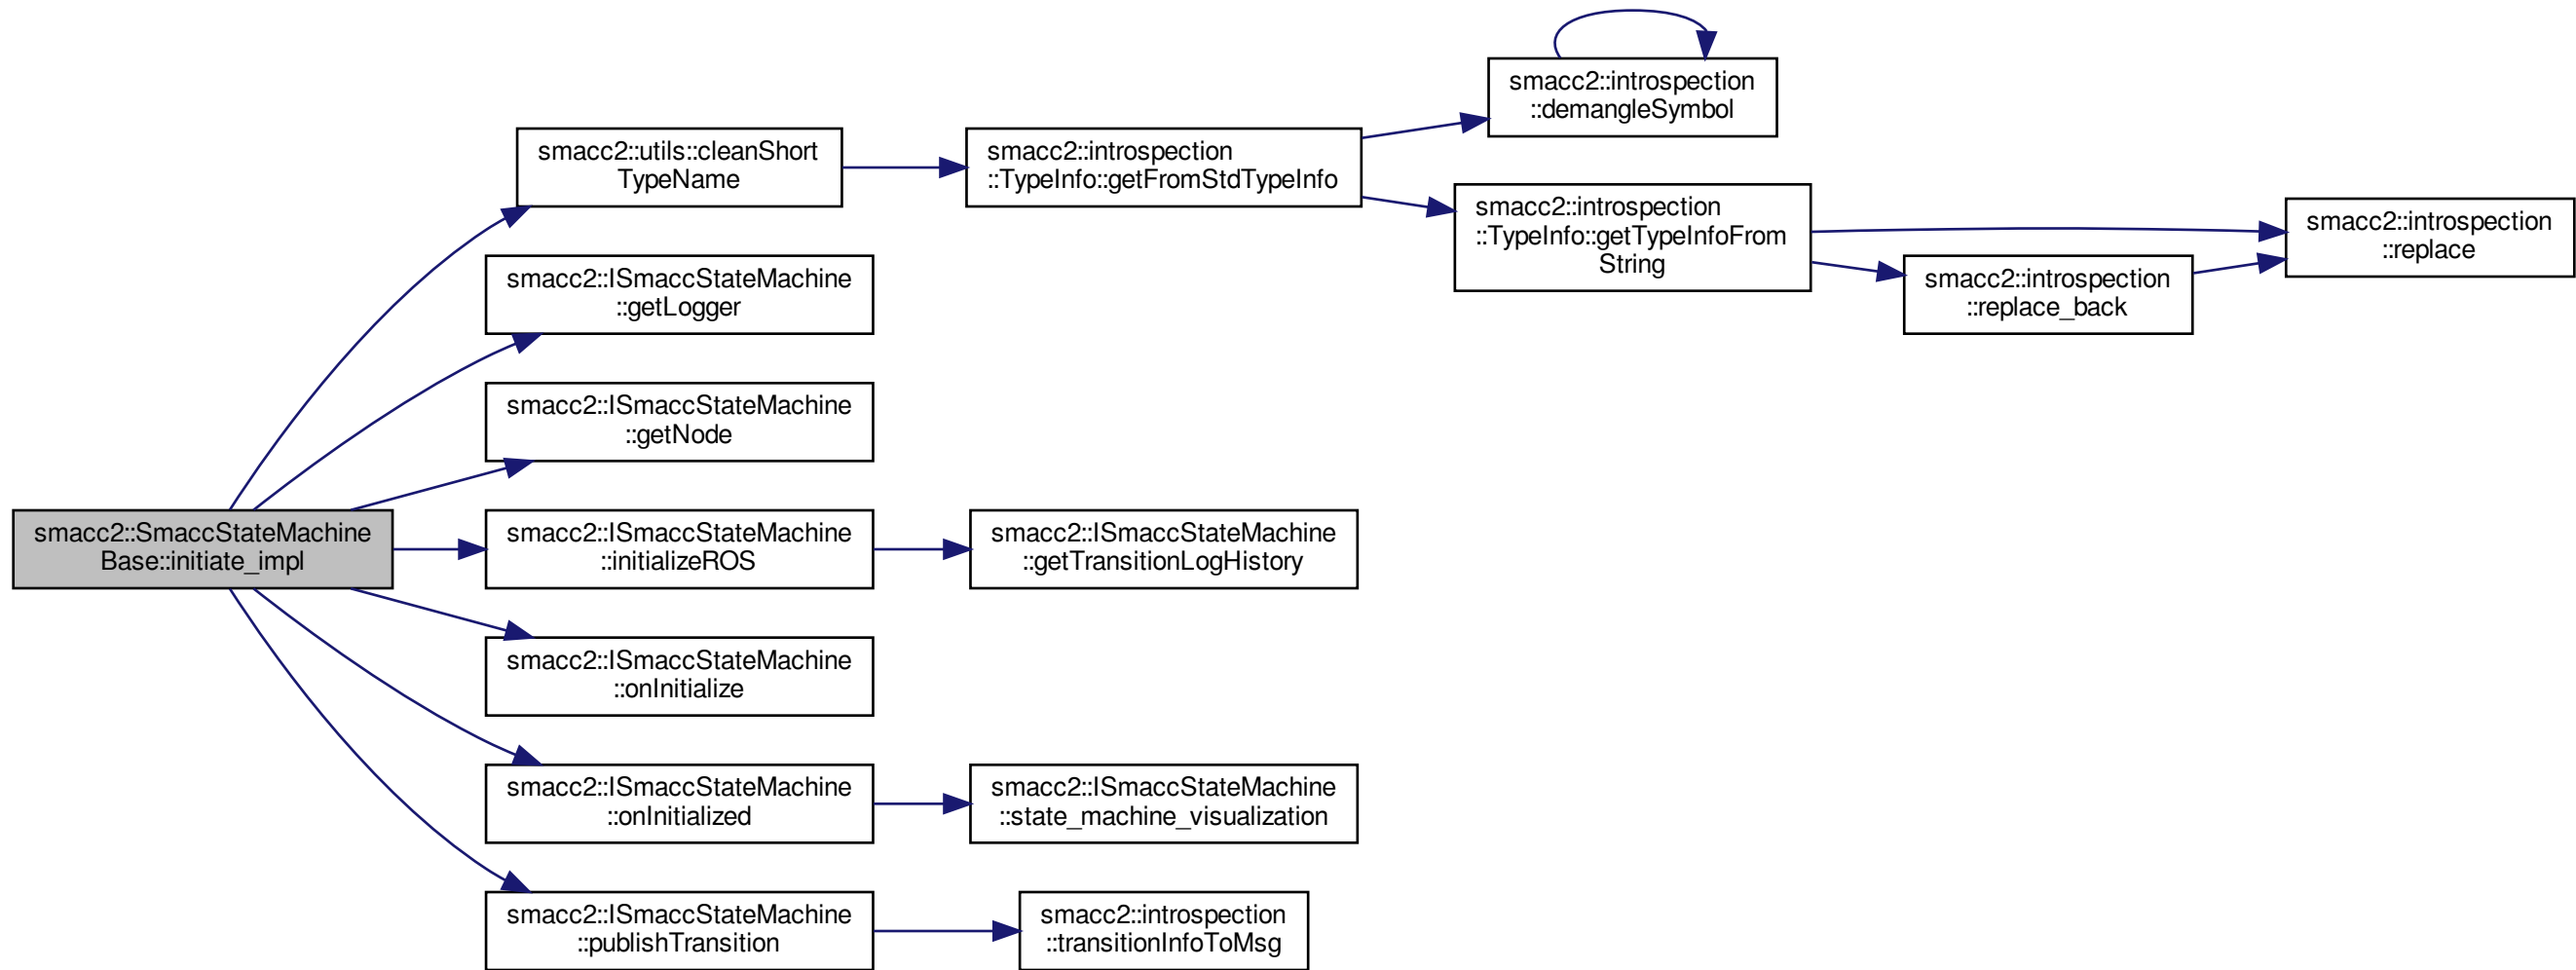 smacc2::SmaccStateMachine
Base::initiate_impl
smacc2::utils::cleanShort
TypeName
smacc2::introspection
::TypeInfo::getFromStdTypeInfo
smacc2::introspection
::demangleSymbol
smacc2::introspection
::TypeInfo::getTypeInfoFrom
String
smacc2::introspection
::replace
smacc2::introspection
::replace_back
smacc2::ISmaccStateMachine
::getLogger
smacc2::ISmaccStateMachine
::getNode
smacc2::ISmaccStateMachine
::initializeROS
smacc2::ISmaccStateMachine
::getTransitionLogHistory
smacc2::ISmaccStateMachine
::onInitialize
smacc2::ISmaccStateMachine
::onInitialized
smacc2::ISmaccStateMachine
::state_machine_visualization
smacc2::ISmaccStateMachine
::publishTransition
smacc2::introspection
::transitionInfoToMsg